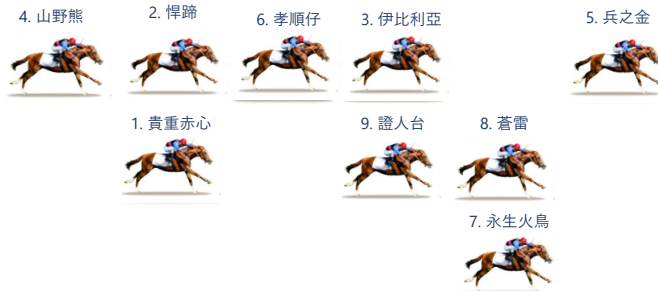 4. 山野熊
2. 悍蹄
6. 孝順仔
3. 伊比利亞
5. 兵之金
1. 貴重赤心
9. 證人台
8. 蒼雷
7. 永生火鳥